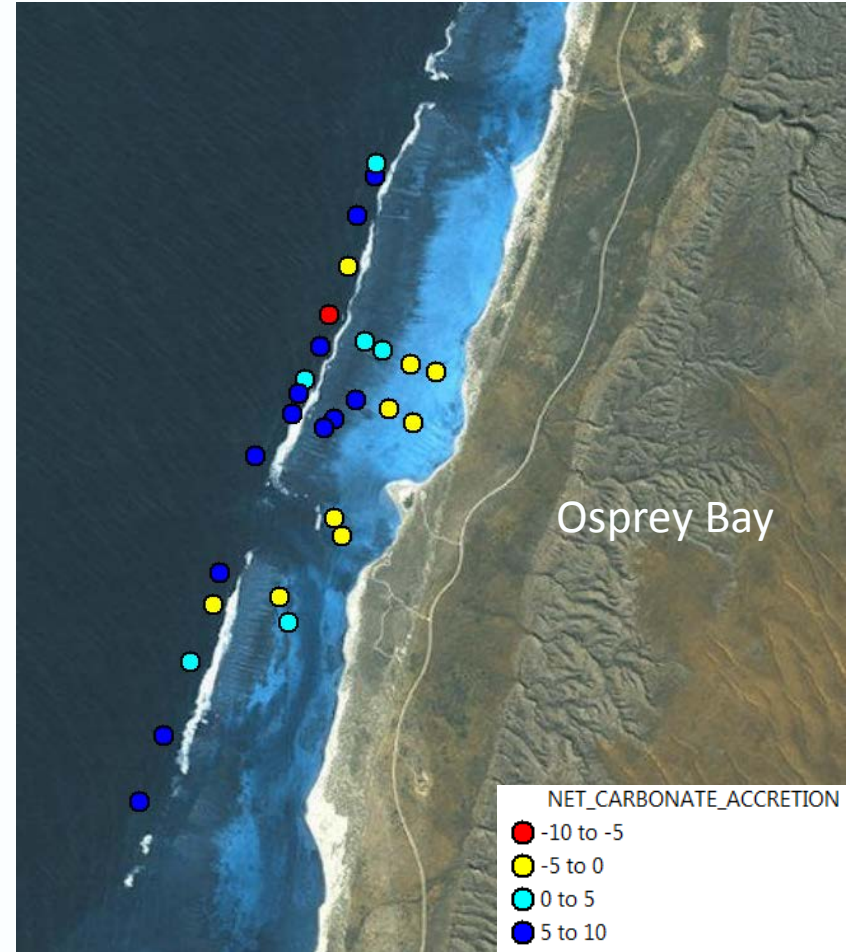 Osprey Bay
NET_CARBONATE_ACCRETION
-10 to -5
-5 to 0
0 to 5
5 to 10